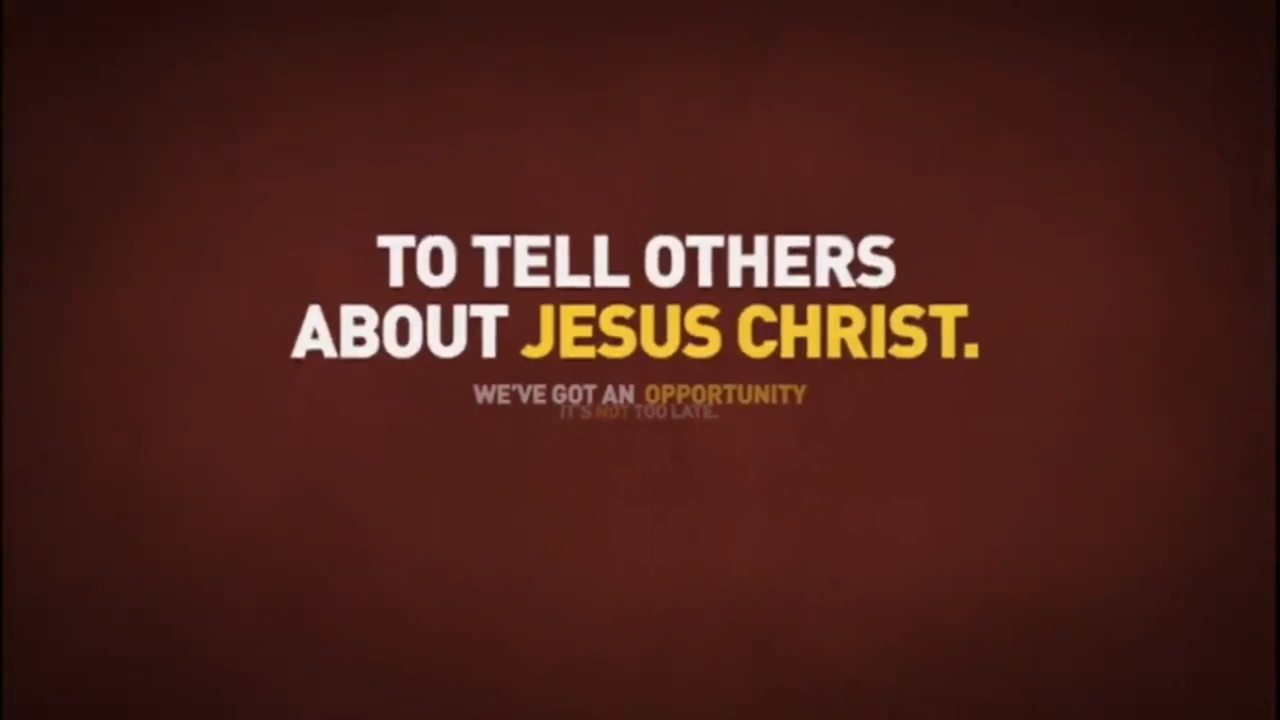 TO TELL OTHERS
ABOUT JESUS CHRIST.
WE'VE GOT AN OPPORTUNITY
IT'S NOT TOO LATE.